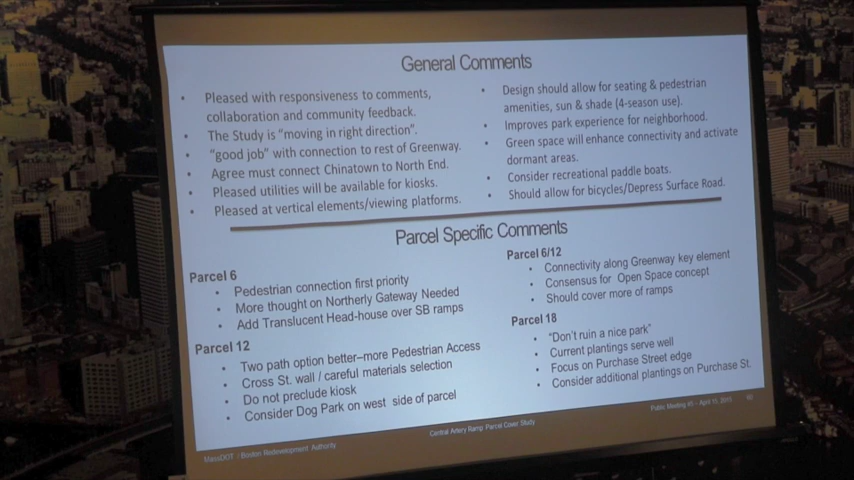 General Comments
• Pleased with responsiveness to comments,
collaboration and community feedback.
• The Study is "moving in right direction".
• "good job" with connection to rest of Greenway.
• Agree must connect Chinatown to North End.
• Pleased utilities will be available for kiosks.
• Pleased at vertical elements/viewing platforms.
• Design should allow for seating & pedestrian
amenities, sun & shade (4-season use).
• Improves park experience for neighborhood.
• Green space will enhance connectivity and activate
dormant areas.
• Consider recreational paddle boats.
• Should allow for bicycles/Depress Surface Road.
Parcel Specific Comments
Parcel 6
• Pedestrian connection first priority
• More thought on Northerly Gateway Needed
• Add Translucent Head-house over SB ramps
Parcel 12
• Two path option better–more Pedestrian Access
• Cross St. wall / careful materials selection
• Do not preclude kiosk
• Consider Dog Park on west side of parcel
Parcel 6/12
• Connectivity along Greenway key element
• Consensus for Open Space concept
• Should cover more of ramps
Parcel 18
• "Don't ruin a nice park"
• Current plantings serve well
• Focus on Purchase Street edge
• Consider additional plantings on Purchase St.
MassDOT / Boston Redevelopment Authority
Central Artery Ramp Parcel Cover Study
Public Meeting #5 – April